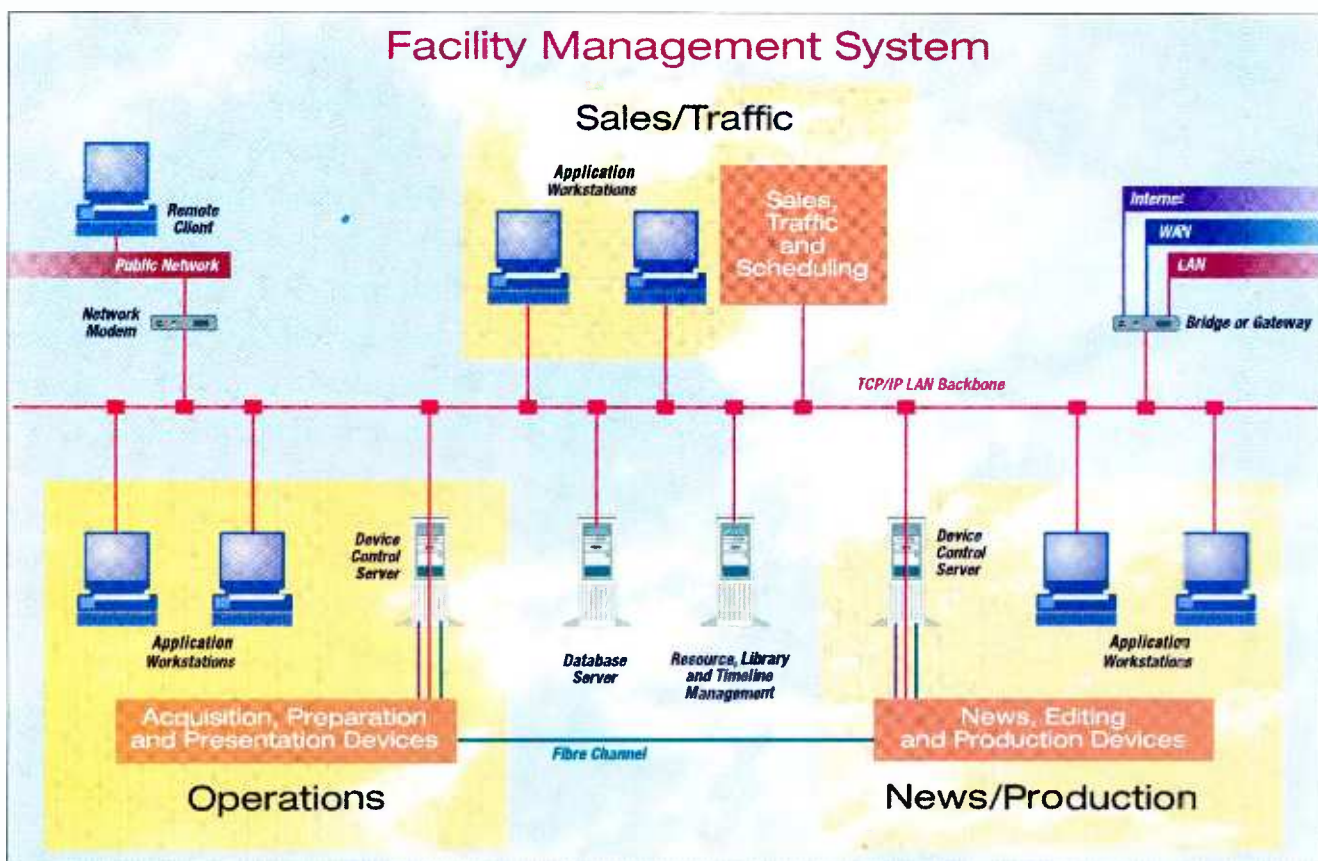 Facility Management System
Sales/Traffic
Application
Workstations
Sales,
Traffic
and
Scheduling
Remote
Client
Public Network
Network
Modem
Internet
WAN
LAN
Bridge or Gateway
TCP/IP LAN Backbone
Device
Control
Server
Application
Workstations
Database
Server
Resource, Library
and Timeline
Management
Device
Control
Server
Application
Workstations
Acquisition, Preparation
and Presentation Devices
Fibre Channel
News, Editing
and Production Devices
Operations
News/Production